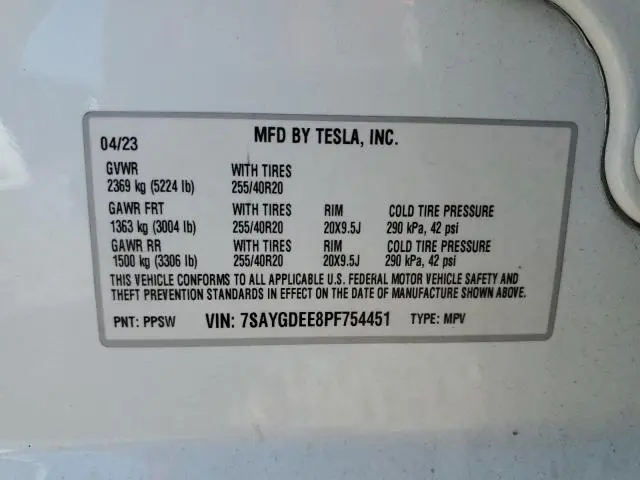 04/23 MFD BY TESLA, INC.
GVWR WITH TIRES
2369 kg (5224 lb) 255/40R20
GAWR FRT WITH TIRES RIM COLD TIRE PRESSURE
1363 kg (3004 lb) 255/40R20 20X9.5J 290 kPa, 42 psi
GAWR RR WITH TIRES RIM COLD TIRE PRESSURE
1500 kg (3306 lb) 255/40R20 20X9.5J 290 kPa, 42 psi
THIS VEHICLE CONFORMS TO ALL APPLICABLE U.S. FEDERAL MOTOR VEHICLE SAFETY AND
THEFT PREVENTION STANDARDS IN EFFECT ON THE DATE OF MANUFACTURE SHOWN ABOVE.
PNT: PPSW VIN: 7SAYGDEE8PF754451 TYPE: MPV